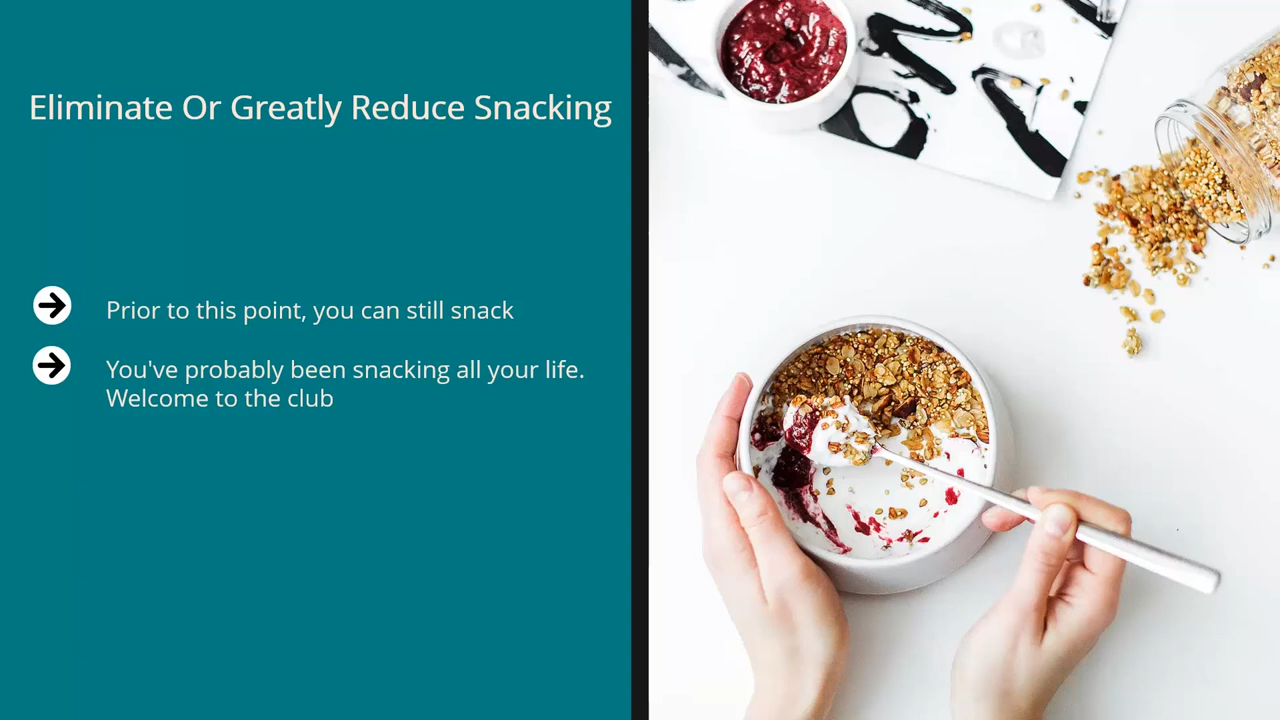 Eliminate Or Greatly Reduce Snacking
Prior to this point, you can still snack
You've probably been snacking all your life.
Welcome to the club